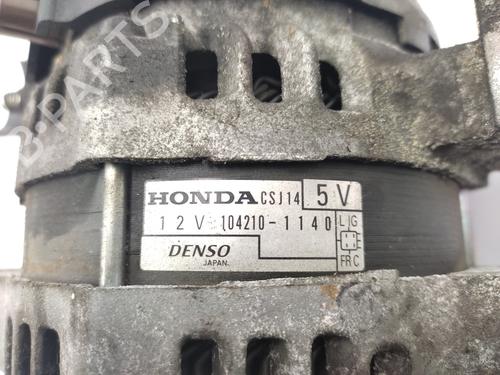 B-PARTS
HONDA CSJ14 5V
12V 104210-1140 L IG
DENSO
JAPAN. FR C